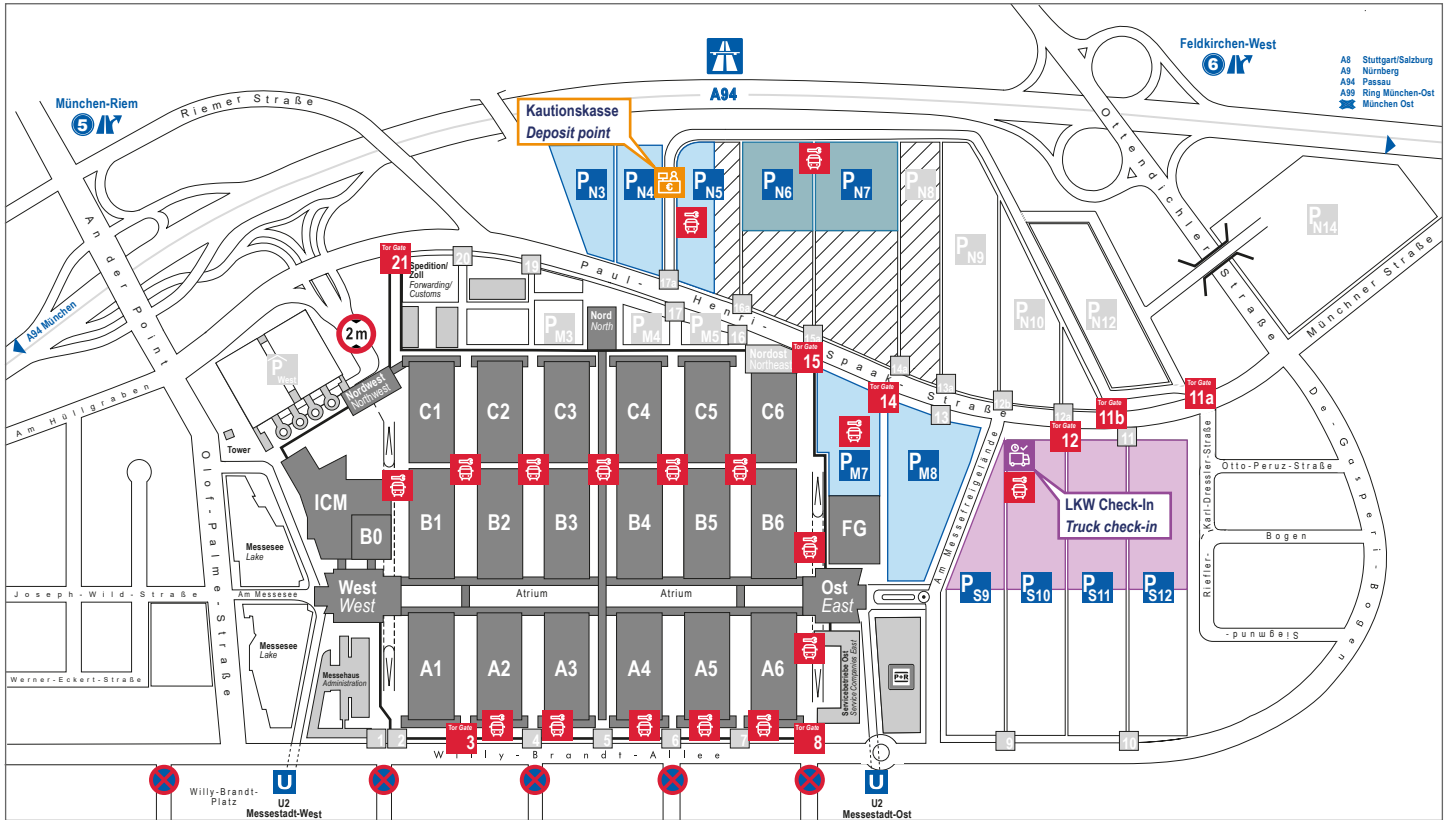 A94
Feldkirchen-West
6
A8 Stuttgart/Salzburg
A9 Nürnberg
A94 Passau
A99 Ring München-Ost
München Ost
München-Riem
5
Riemer Straße
Kautionskasse
Deposit point
Ottendichler Straße
An der Point
P N3
P N4
P N5
P N6
P N7
P N8
P N9
P N10
P N12
P N14
€
Tor Gate
21
20
19
Spedition/
Zoll
Forwarding/
Customs
Paul-Henri-Spaak-Straße
17a
17
16a
16
15a
14a
13a
13
12b
12a
11
A94 München
2 m
P West
P M3
Nord
North
P M4
P M5
Nordost
Northeast
Tor Gate
15
Tor Gate
14
Tor Gate
12
Tor Gate
11b
Tor Gate
11a
Münchner Straße
Am Hüllgraben
Nordwest
Northwest
Tower
C1
C2
C3
C4
C5
C6
P M7
P M8
LKW Check-In
Truck check-in
De-Gasperi-Bogen
Otto-Peruz-Straße
Karl-Dressler-Straße
Bogen
Riefler-
Siegmund-
Am Messefreigelände
Olof-Palme-Straße
ICM
B0
B1
B2
B3
B4
B5
B6
FG
Messesee
Lake
Joseph-Wild-Straße
Am Messesee
West
West
Atrium
Atrium
Ost
East
P S9
P S10
P S11
P S12
Messesee
Lake
Messehaus
Administration
A1
A2
A3
A4
A5
A6
Servicebetriebe Ost
Service Companies East
P+R
Werner-Eckert-Straße
1
2
Tor Gate
3
4
5
6
7
Tor Gate
8
9
10
Willy-Brandt-Allee
Willy-Brandt-
Platz
U
U2
Messestadt-West
U
U2
Messestadt-Ost